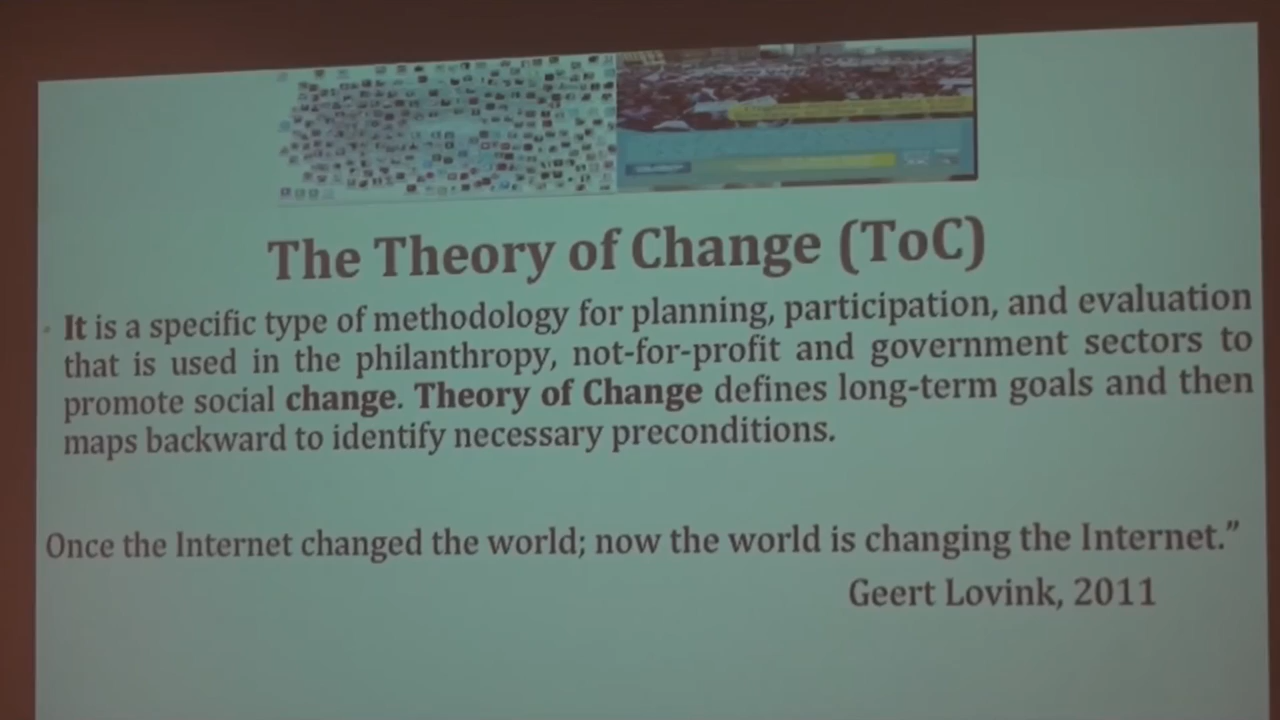 The Theory of Change (ToC)
• It is a specific type of methodology for planning, participation, and evaluation
that is used in the philanthropy, not-for-profit and government sectors to
promote social change. Theory of Change defines long-term goals and then
maps backward to identify necessary preconditions.
Once the Internet changed the world; now the world is changing the Internet.”
Geert Lovink, 2011